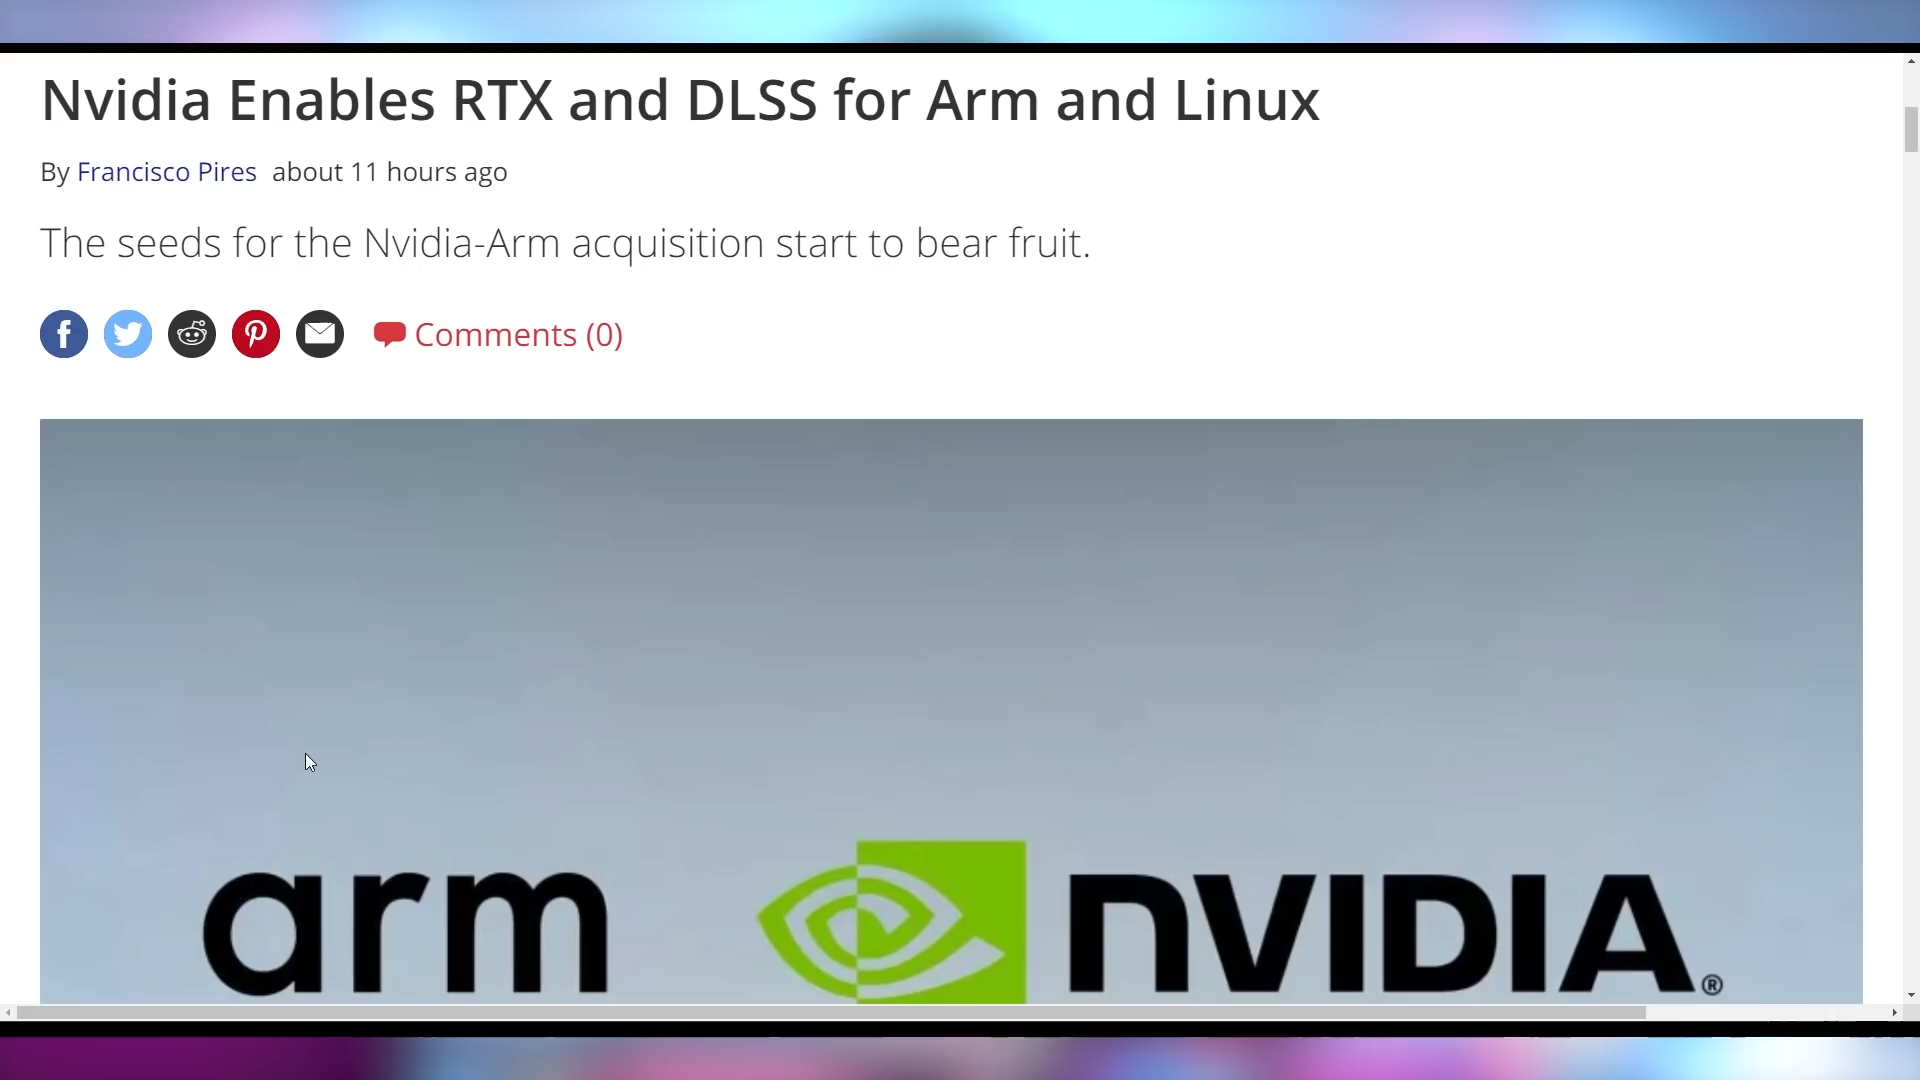 Nvidia Enables RTX and DLSS for Arm and Linux
By Francisco Pires about 11 hours ago
The seeds for the Nvidia-Arm acquisition start to bear fruit.
Comments (0)
arm nVIDIA®